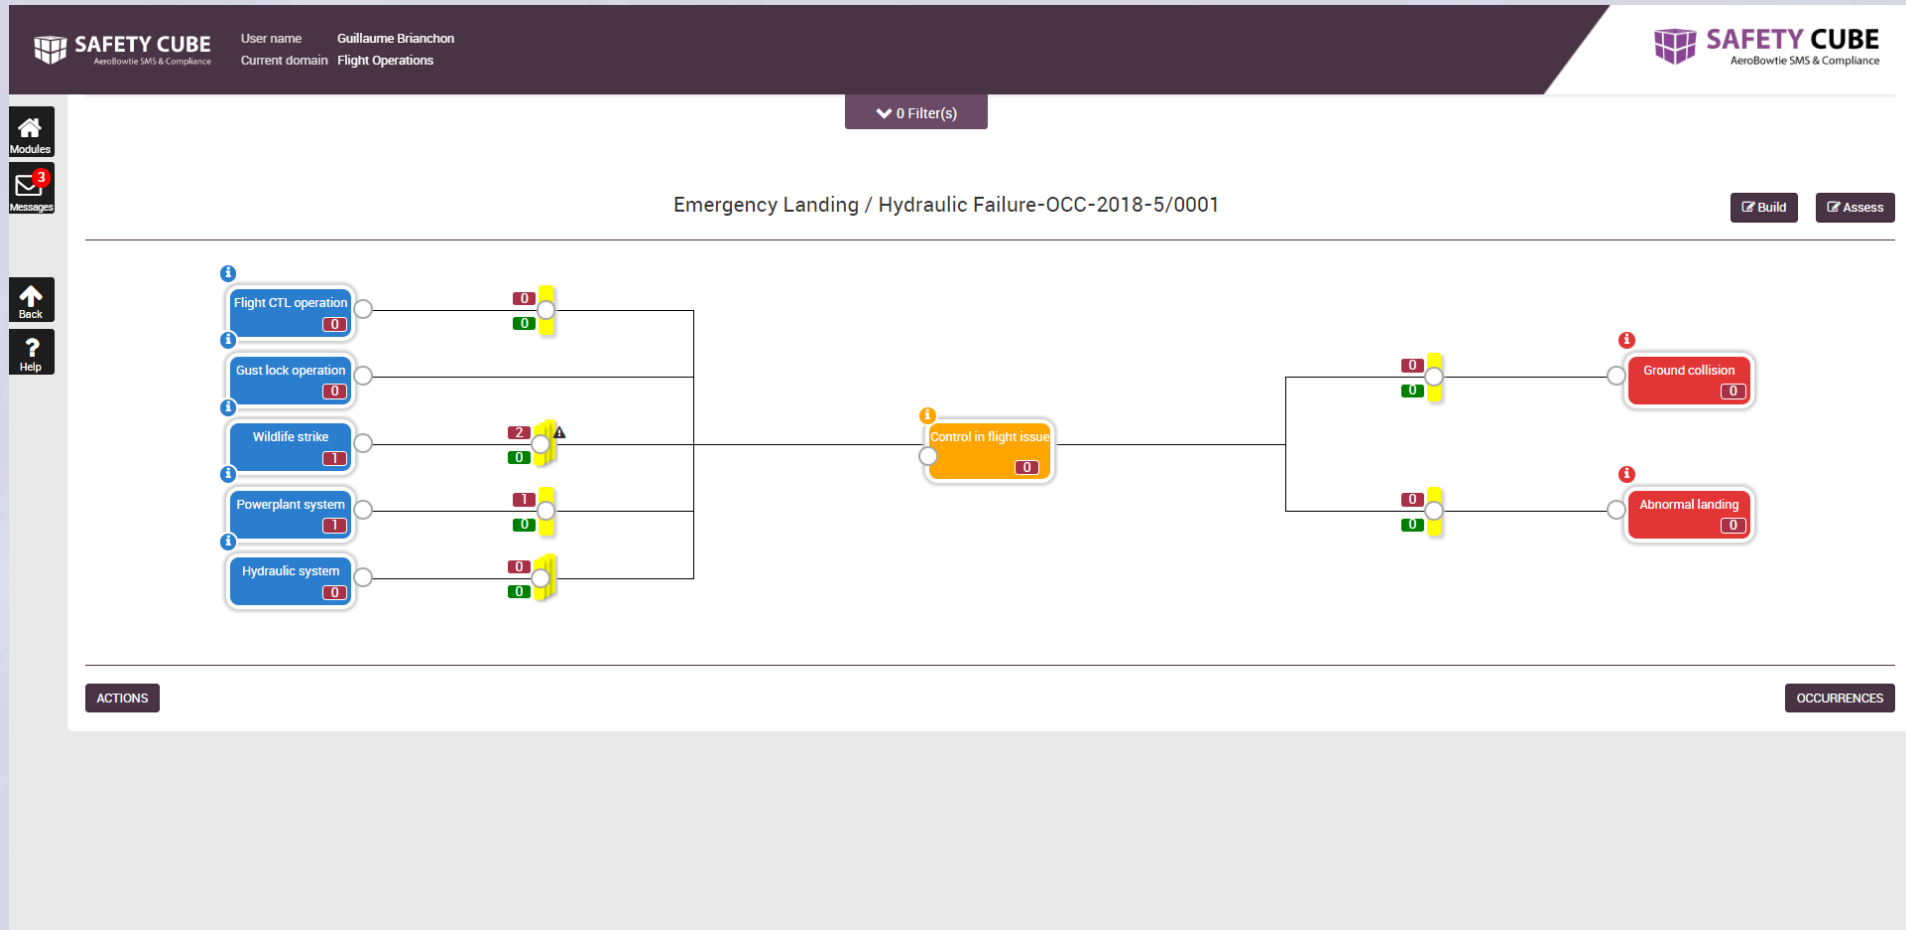 SAFETY CUBE
AeroBowtie SMS & Compliance
User name Guillaume Brianchon
Current domain Flight Operations
SAFETY CUBE
AeroBowtie SMS & Compliance
0 Filter(s)
Modules
3
Messages
Back
?
Help
Emergency Landing / Hydraulic Failure-OCC-2018-5/0001
Build
Assess
i
Flight CTL operation
0
0
0
i
Gust lock operation
0
i
Wildlife strike
1
2
0
i
Powerplant system
1
1
0
i
Hydraulic system
0
0
0
i
Control in flight issue
0
0
0
i
Ground collision
0
0
0
i
Abnormal landing
0
ACTIONS
OCCURRENCES